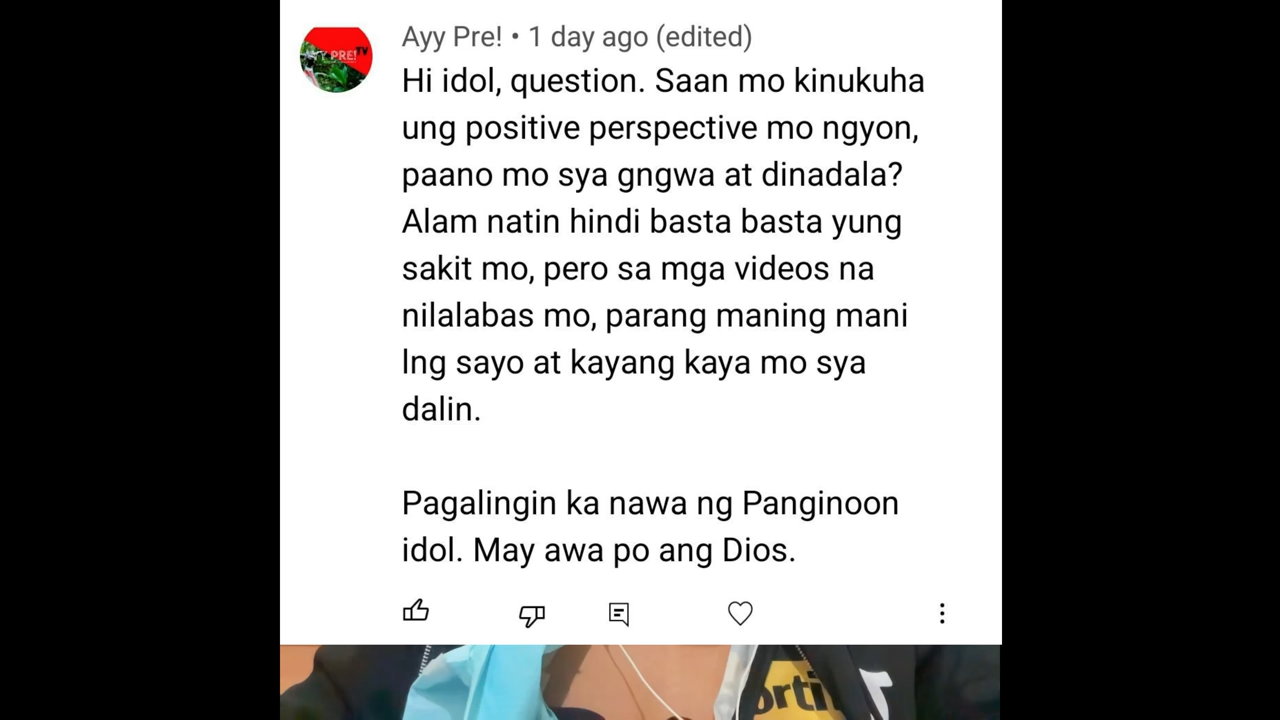 Ayy Pre! • 1 day ago (edited)
Hi idol, question. Saan mo kinukuha
ung positive perspective mo ngyon,
paano mo sya gngwa at dinadala?
Alam natin hindi basta basta yung
sakit mo, pero sa mga videos na
nilalabas mo, parang maning mani
lng sayo at kayang kaya mo sya
dalin.
Pagalingin ka nawa ng Panginoon
idol. May awa po ang Dios.